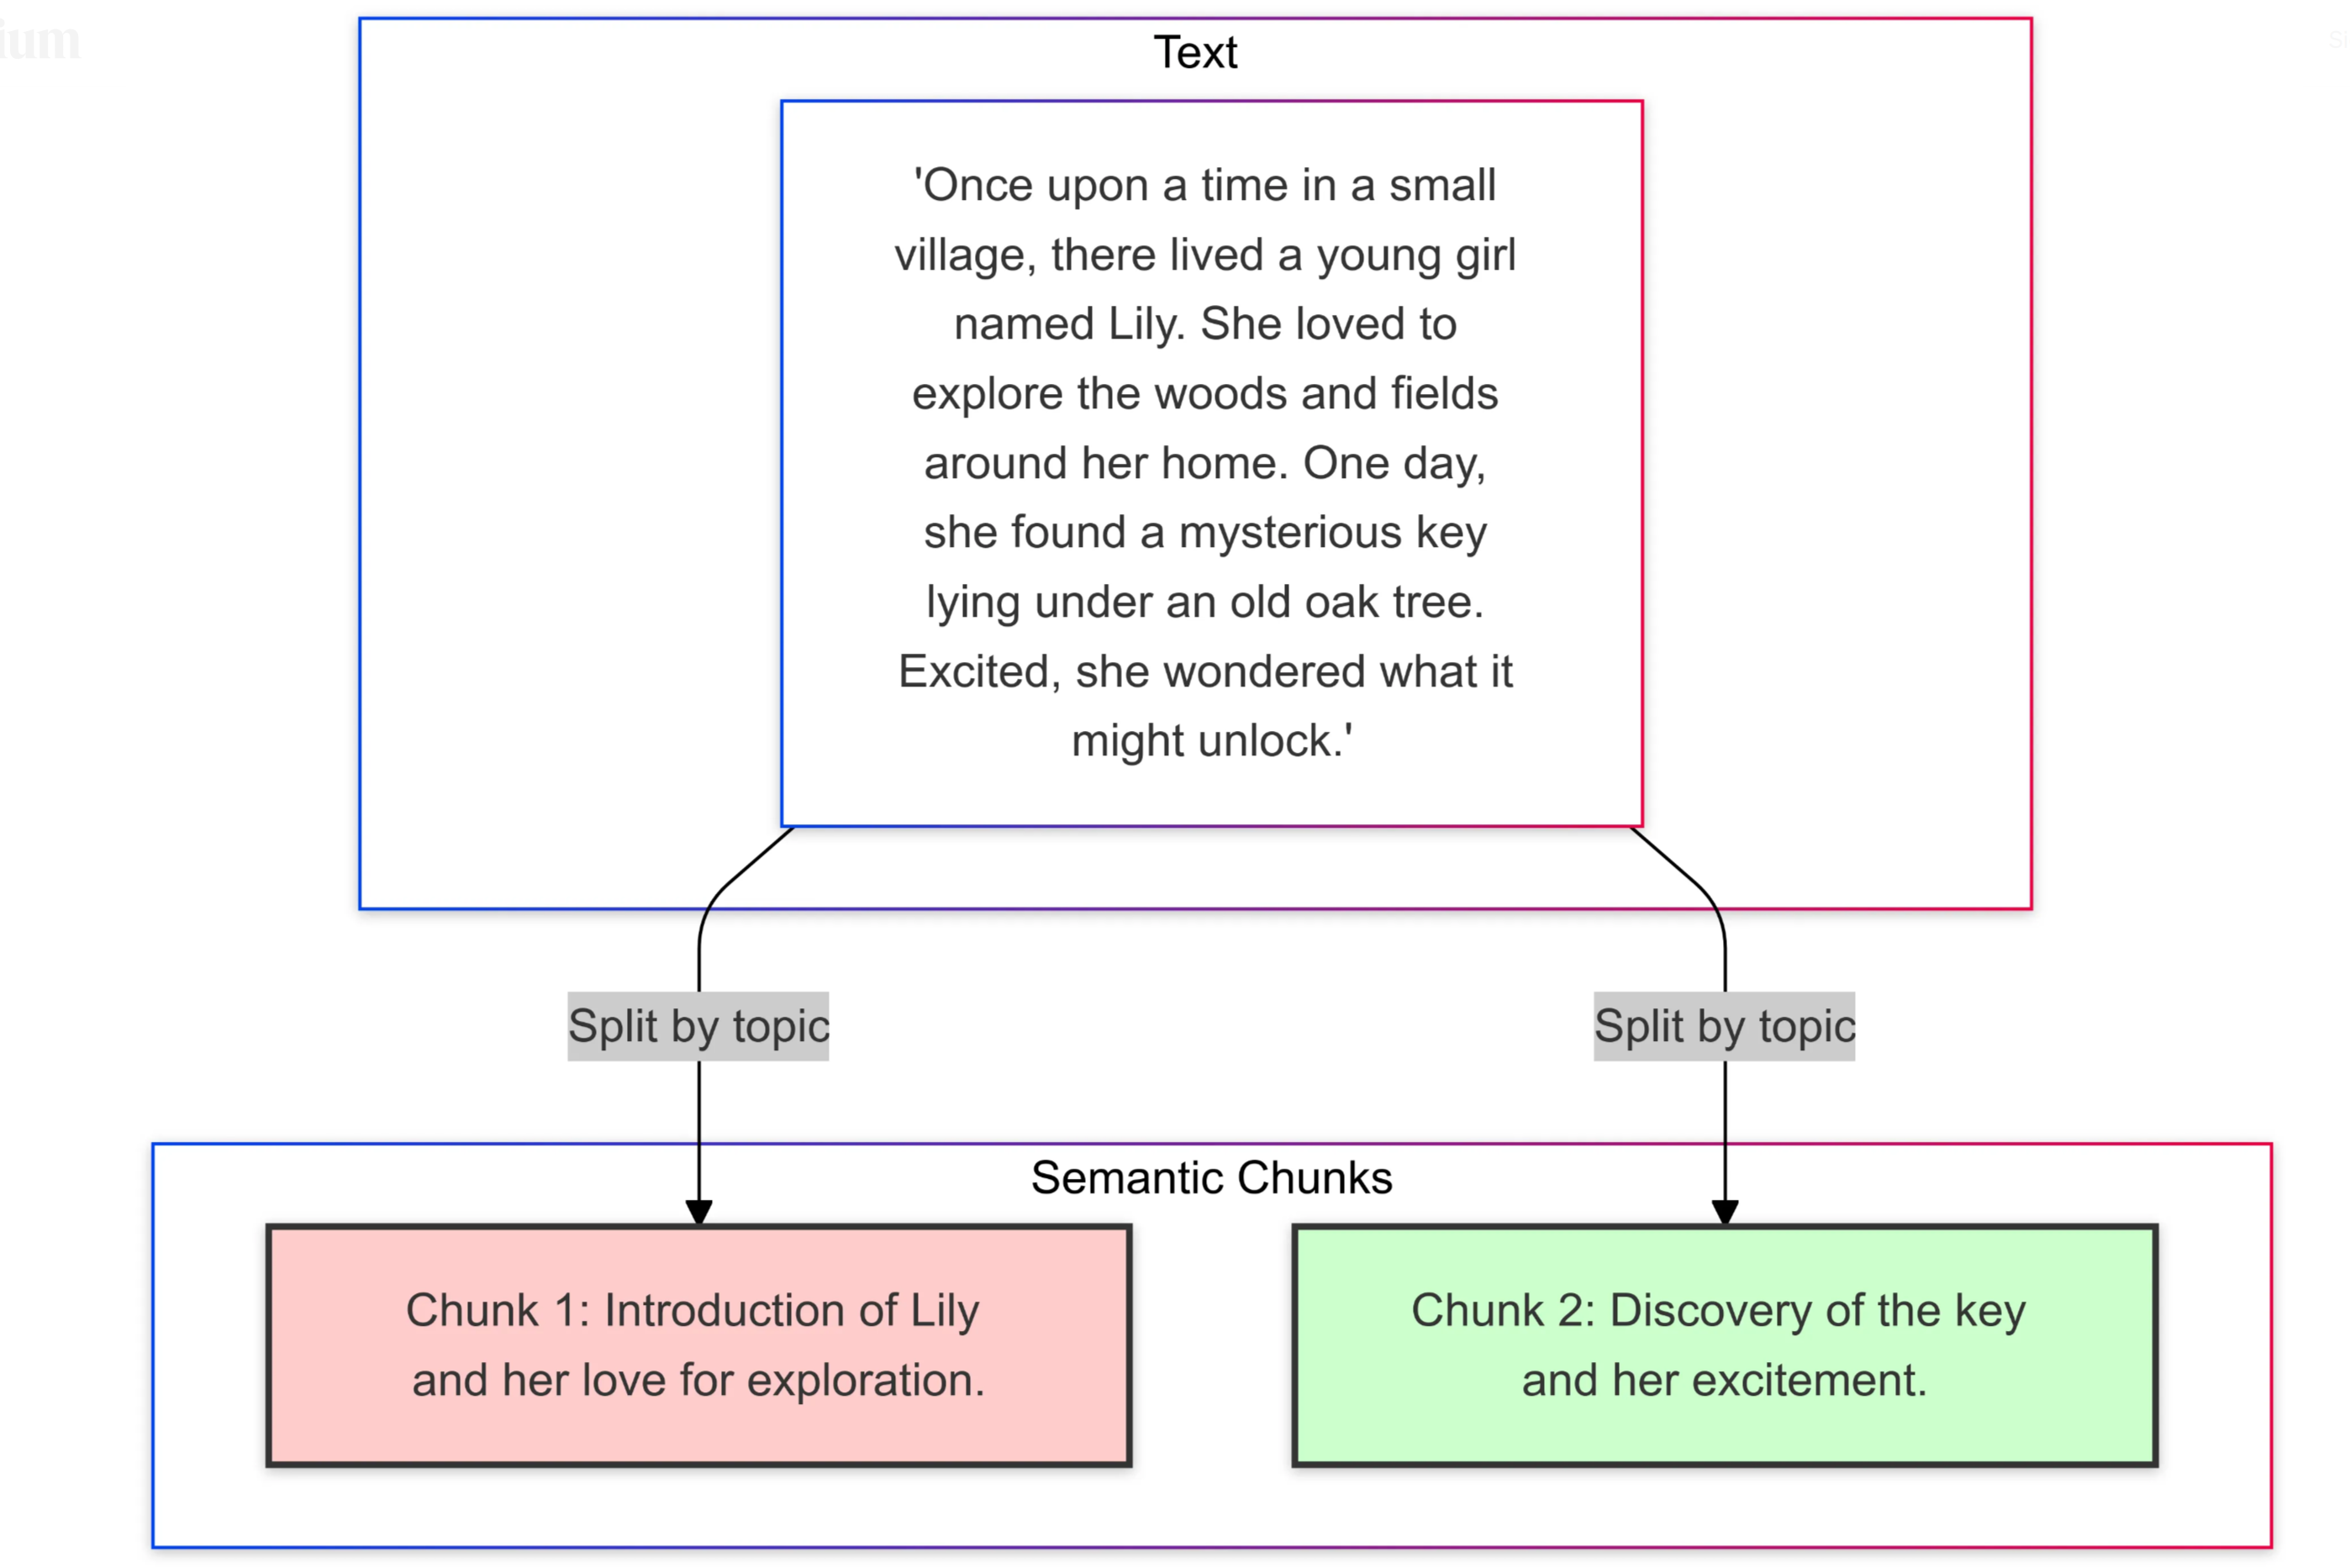 ium
Text
'Once upon a time in a small
village, there lived a young girl
named Lily. She loved to
explore the woods and fields
around her home. One day,
she found a mysterious key
lying under an old oak tree.
Excited, she wondered what it
might unlock.'
Split by topic
Split by topic
Semantic Chunks
Chunk 1: Introduction of Lily
and her love for exploration.
Chunk 2: Discovery of the key
and her excitement.